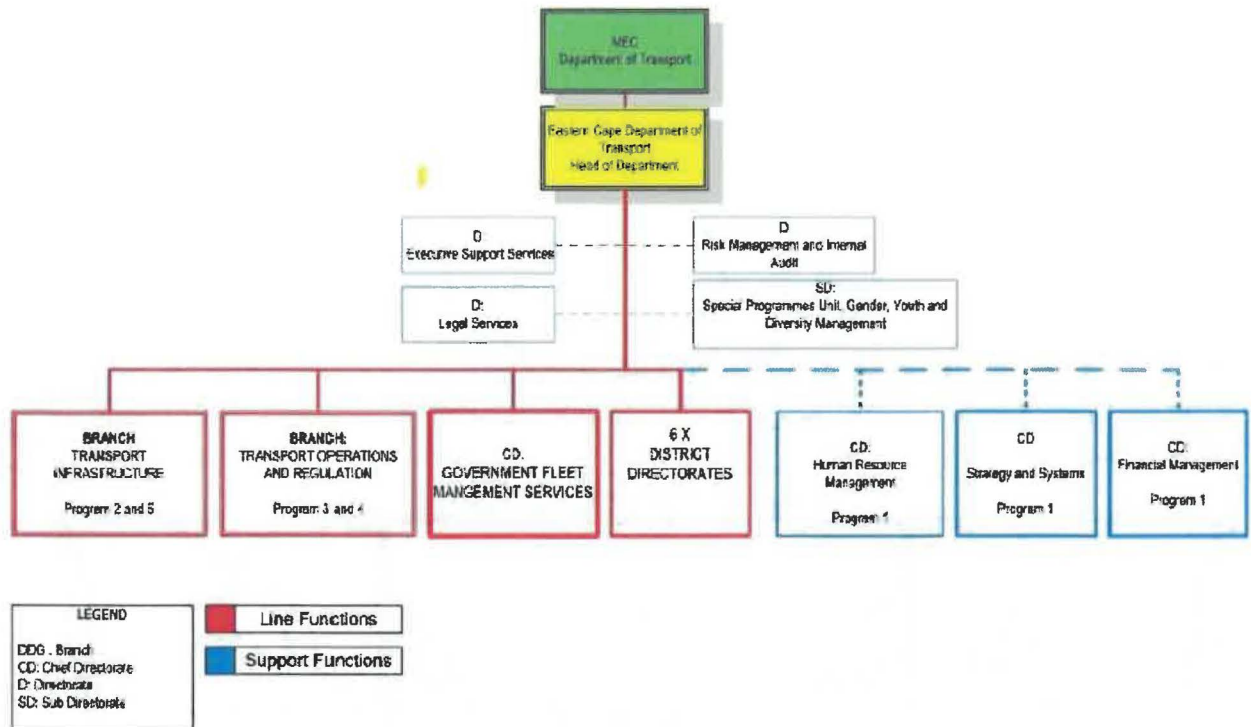 MEC
Department of Transport
Eastern Cape Department of
Transport
Head of Department
D
Executive Support Services
D
Risk Management and Internal
Audit
D:
Legal Services
SD:
Special Programmes Unit, Gender, Youth and
Diversity Management
BRANCH
TRANSPORT
INFRASTRUCTURE
Program 2 and 5
BRANCH:
TRANSPORT OPERATIONS
AND REGULATION
Program 3 and 4
CD:
GOVERNMENT FLEET
MANGEMENT SERVICES
6 X
DISTRICT
DIRECTORATES
CD:
Human Resource
Management
Program 1
CD
Strategy and Systems
Program 1
CD:
Financial Management
Program 1
LEGEND
DDG . Branch
CD: Chief Directorate
D: Directorate
SD: Sub Directorate
Line Functions
Support Functions